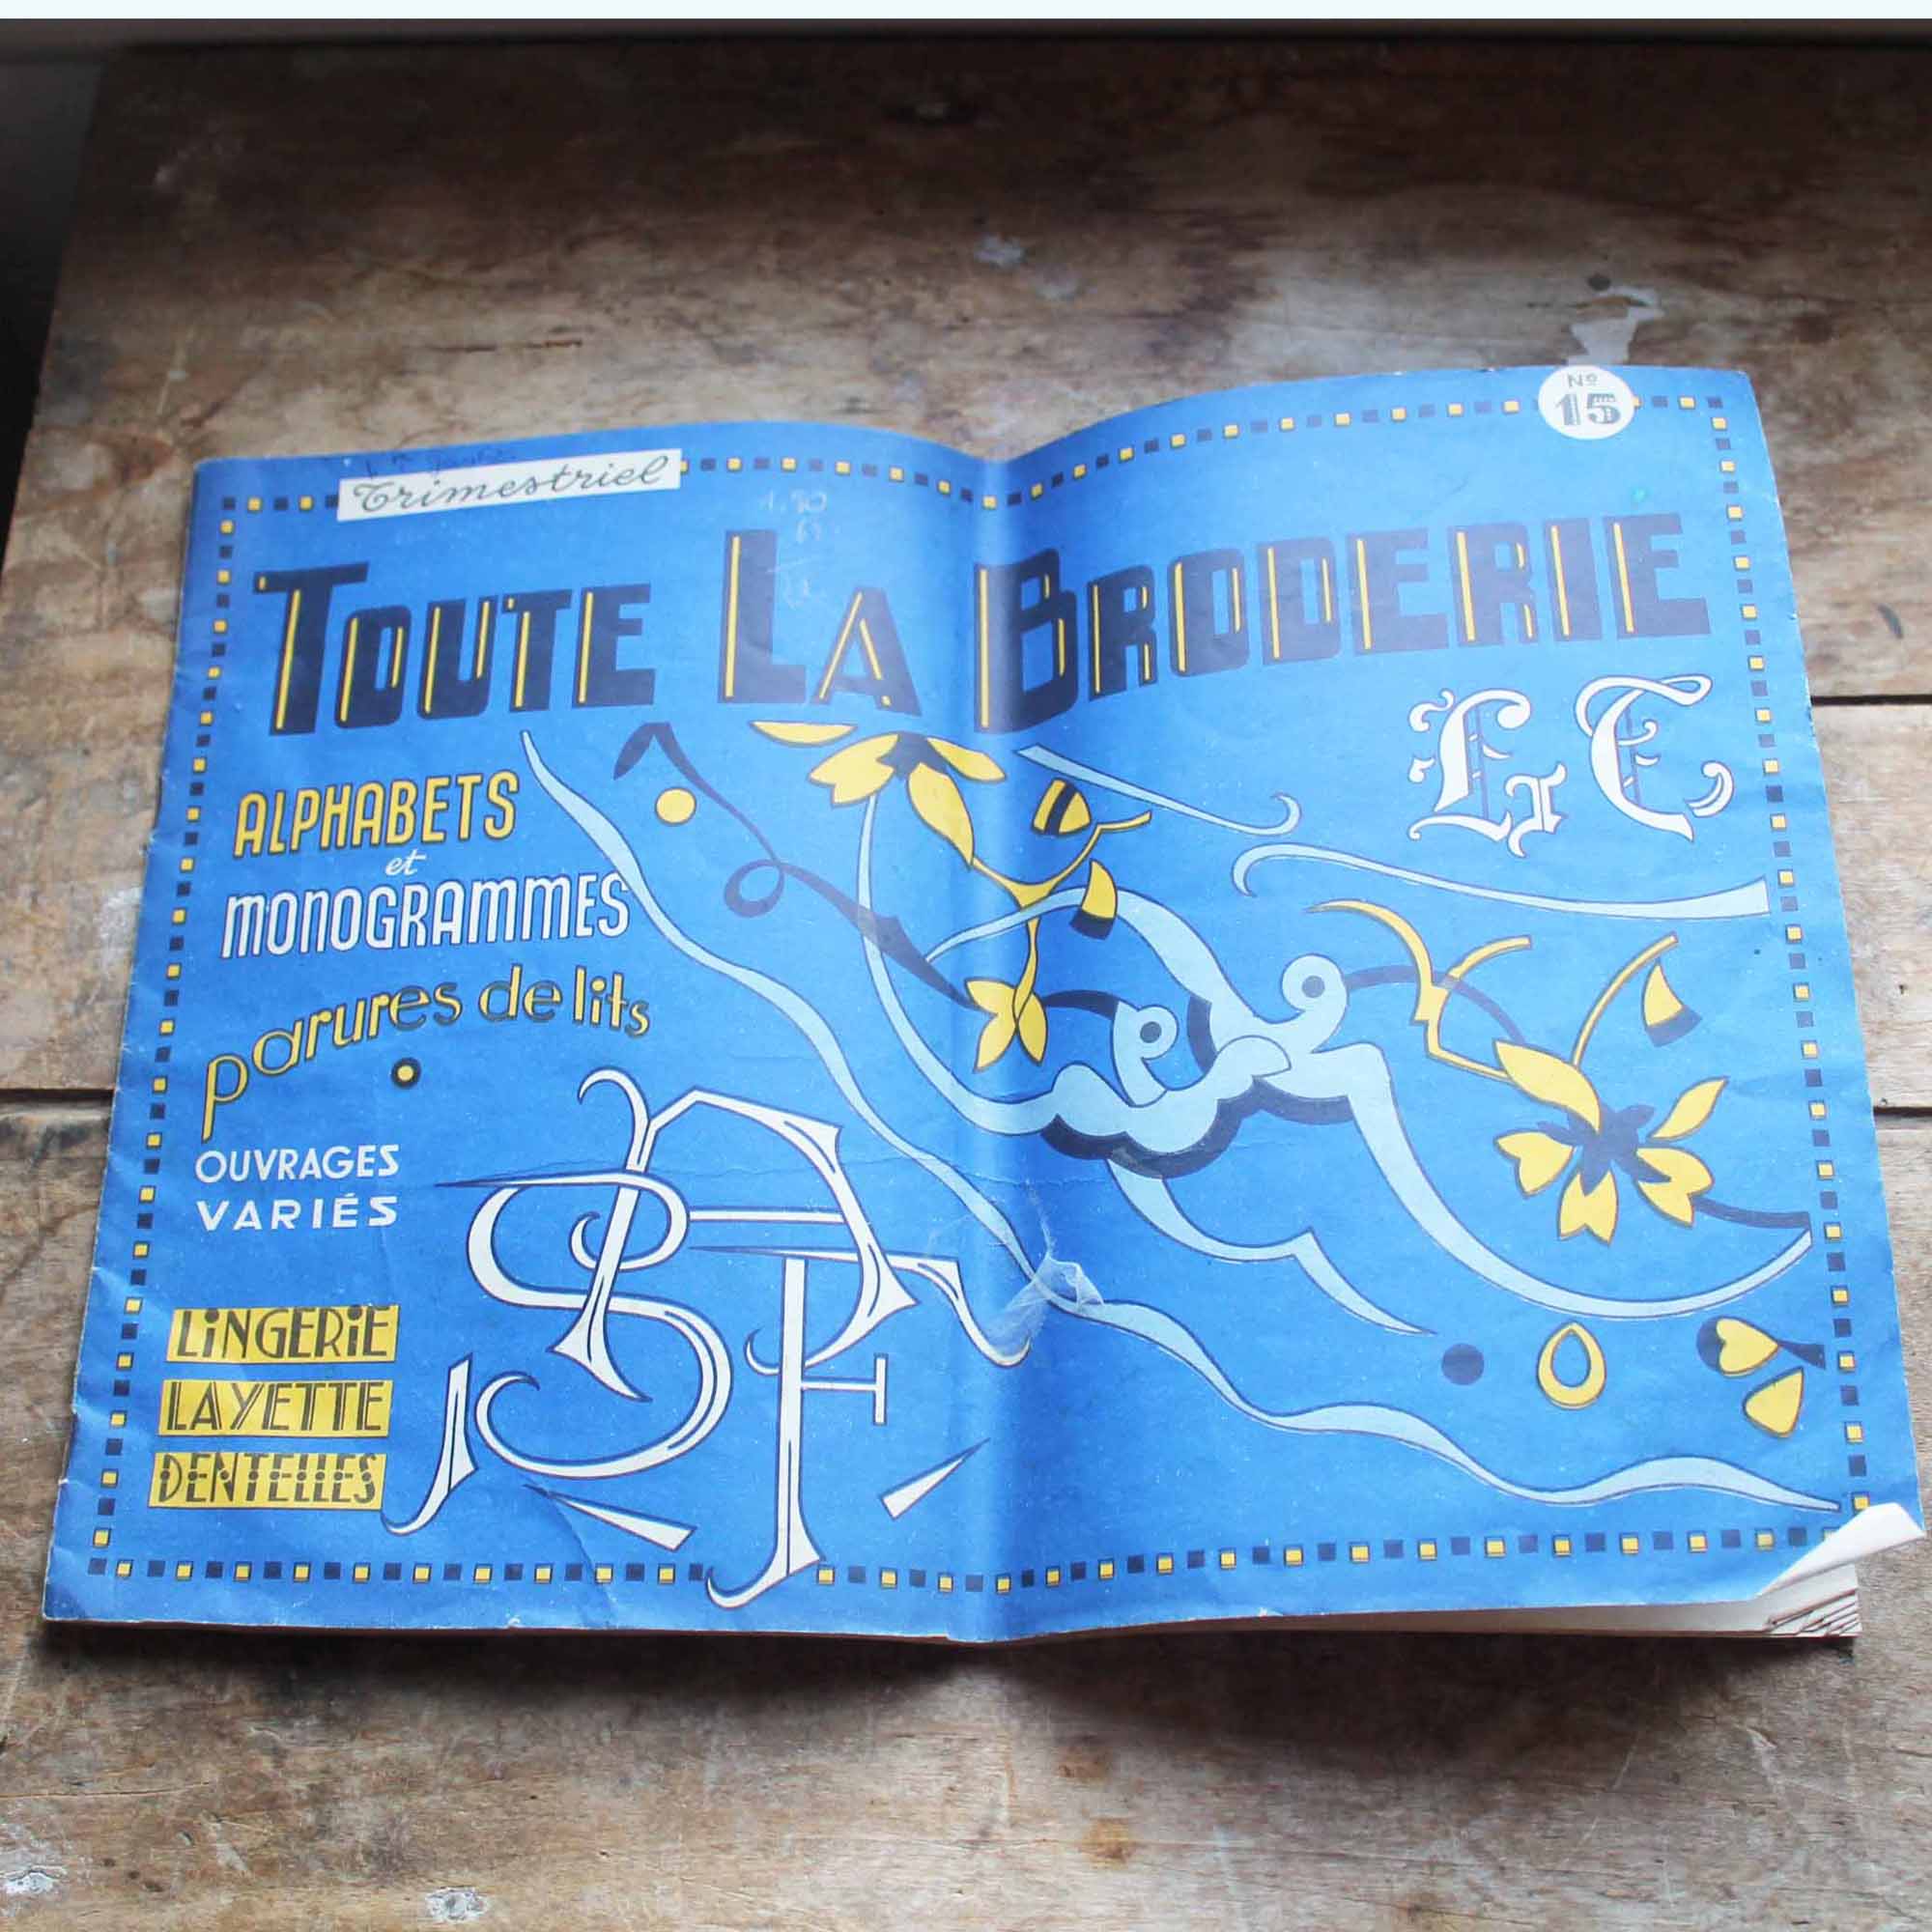 Trimestriel
Nº
15
TOUTE LA BRODERIE
ALPHABETS
et
MONOGRAMMES
parures de lits
OUVRAGES
VARIÉS
LINGERIE
LAYETTE
DENTELLES